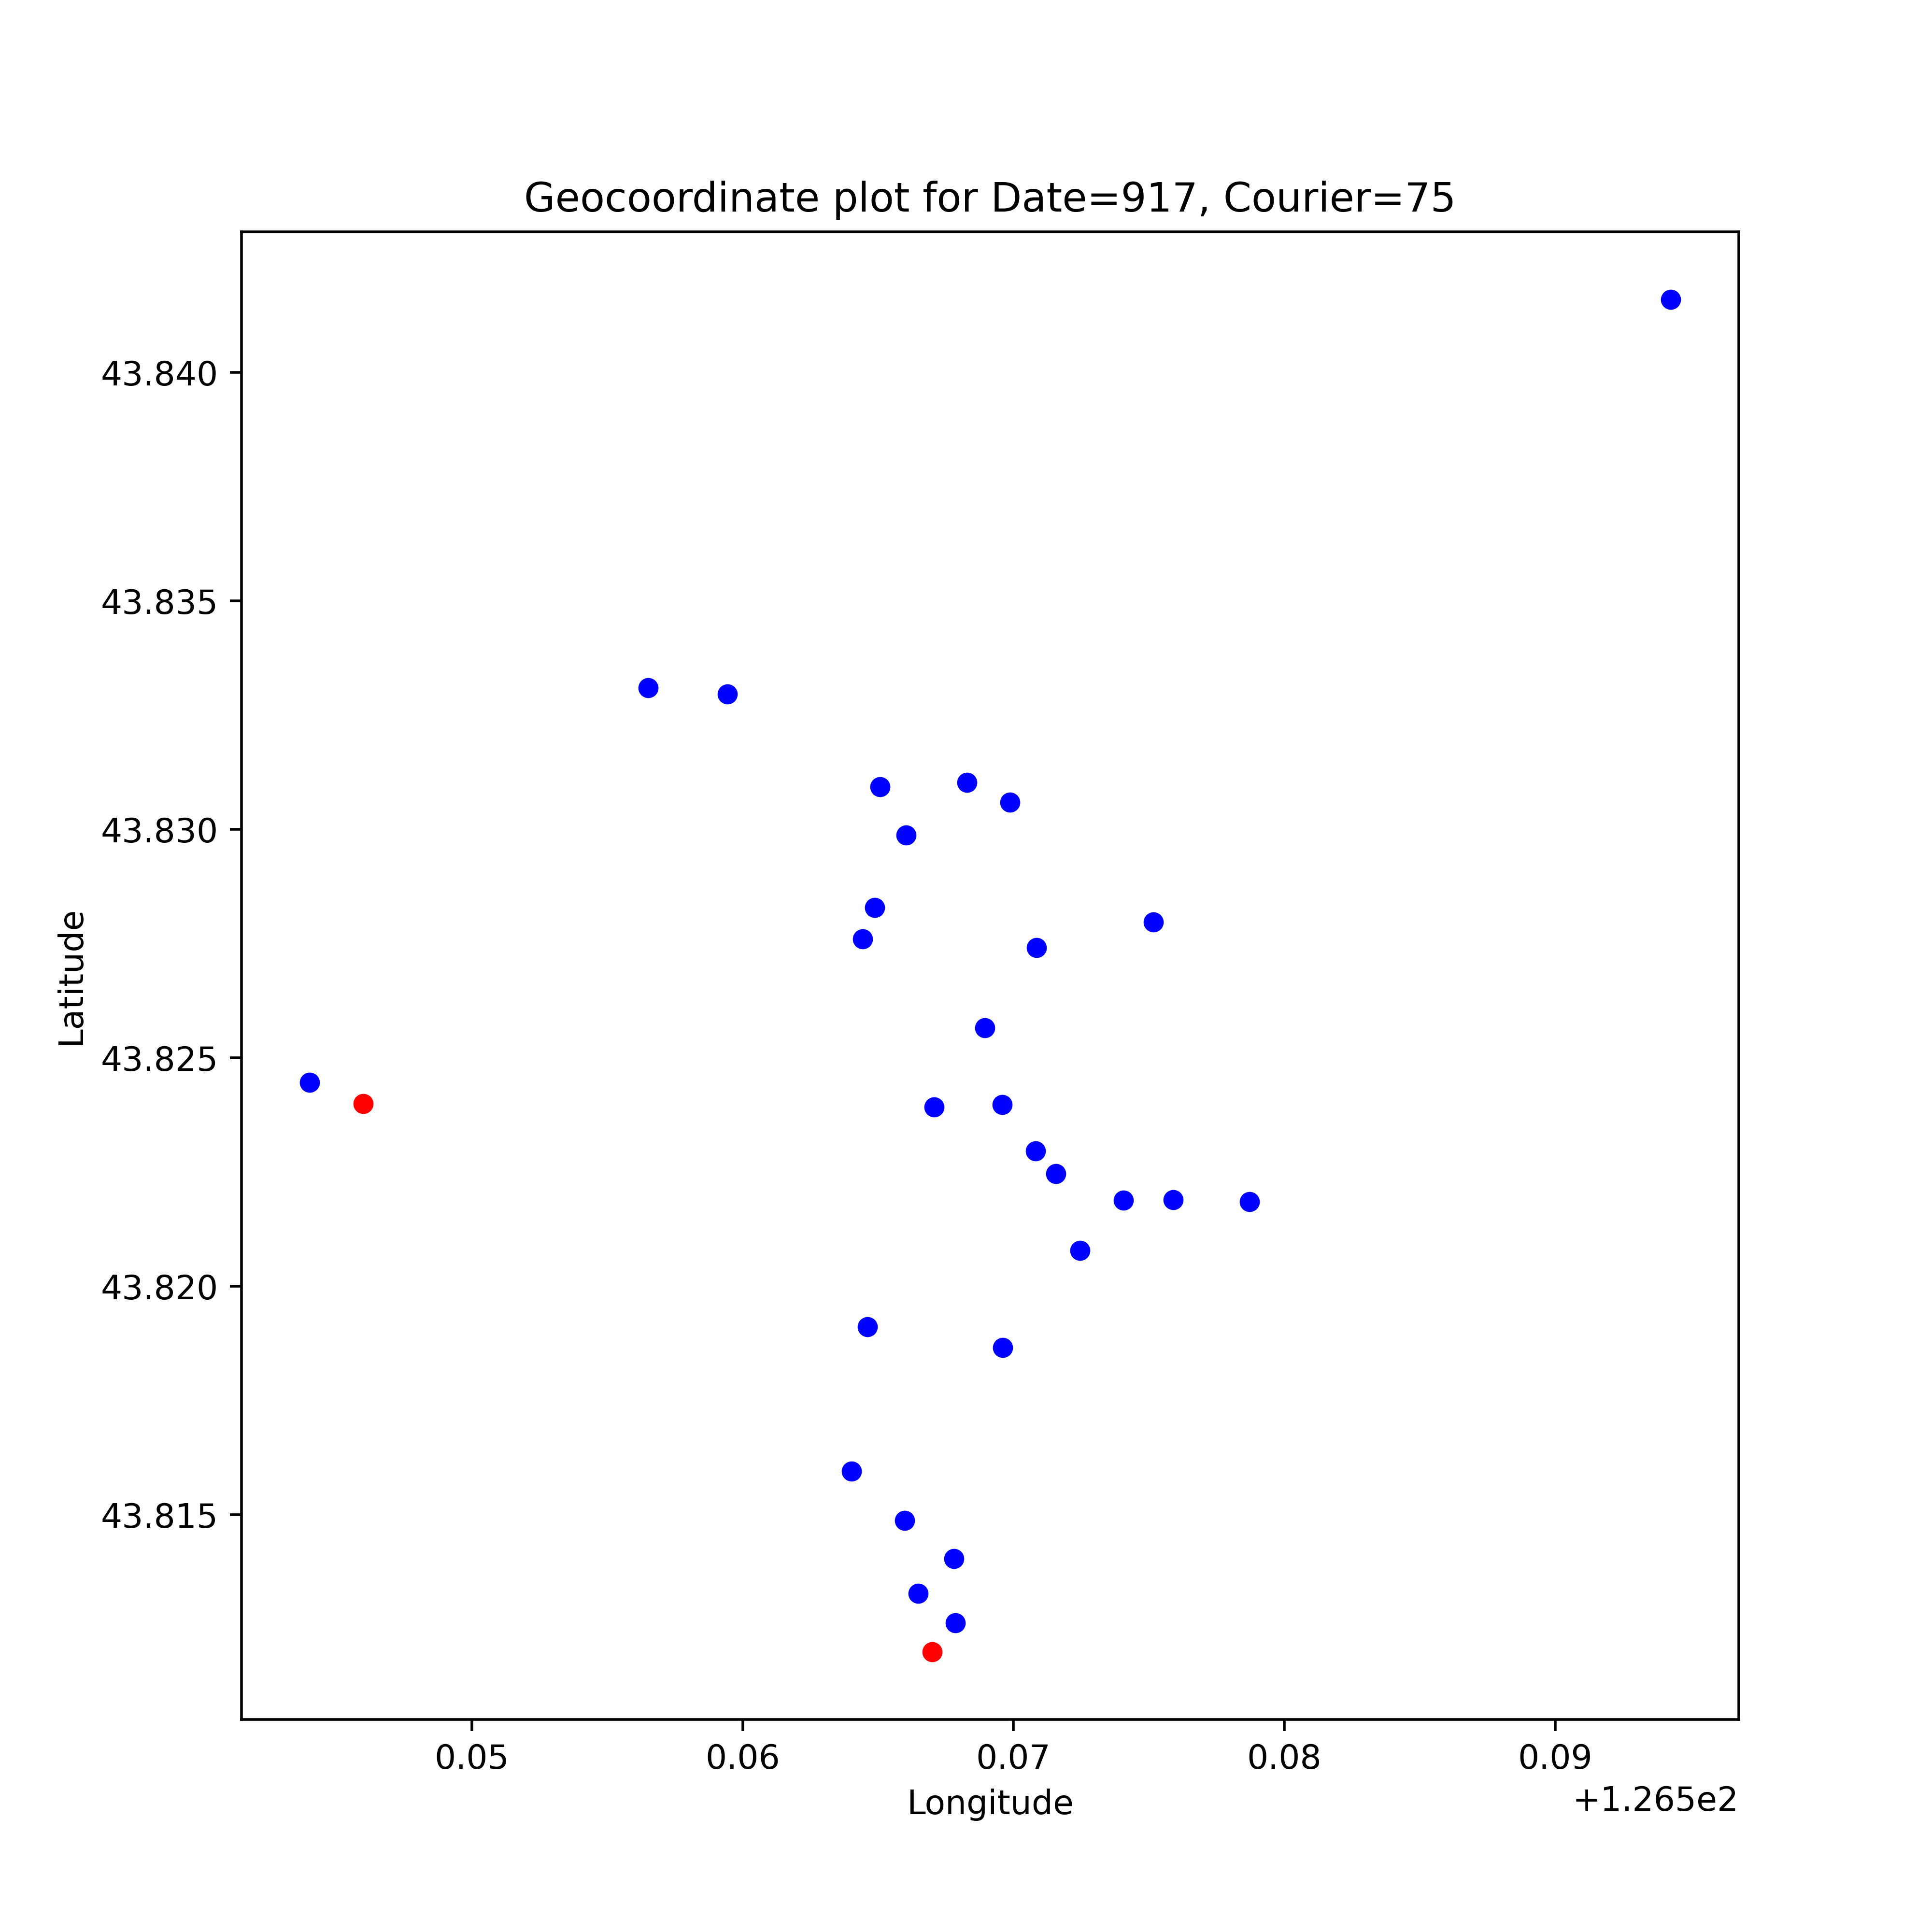 Geocoordinate plot for Date=917, Courier=75
43.840
43.835
43.830
43.825
43.820
43.815
Latitude
0.05 0.06 0.07 0.08 0.09
Longitude
+1.265e2